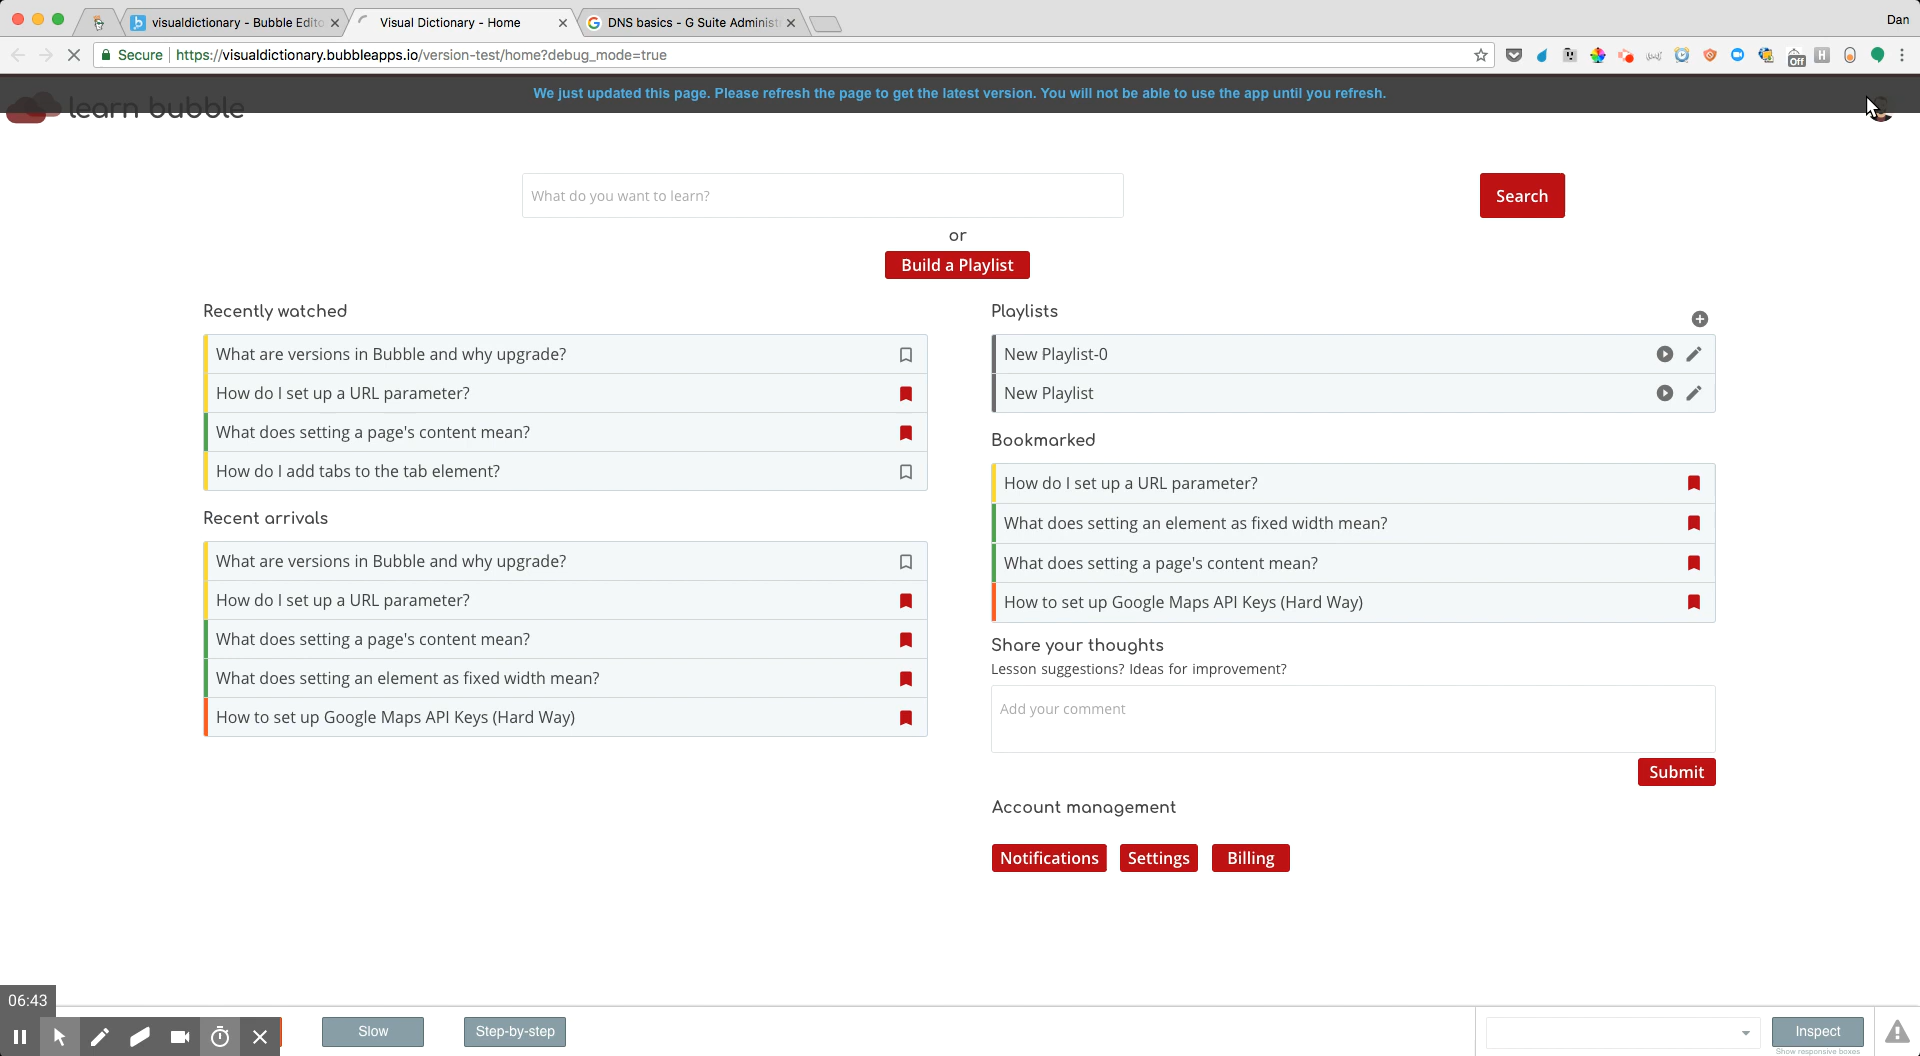 visualdictionary - Bubble Edito
Visual Dictionary - Home
DNS basics - G Suite Administ
Dan
Secure
https://visualdictionary.bubbleapps.io/version-test/home?debug_mode=true
Off
H
We just updated this page. Please refresh the page to get the latest version. You will not be able to use the app until you refresh.
learn bubble
What do you want to learn?
Search
or
Build a Playlist
Recently watched
What are versions in Bubble and why upgrade?
How do I set up a URL parameter?
What does setting a page's content mean?
How do I add tabs to the tab element?
Recent arrivals
What are versions in Bubble and why upgrade?
How do I set up a URL parameter?
What does setting a page's content mean?
What does setting an element as fixed width mean?
How to set up Google Maps API Keys (Hard Way)
Playlists
New Playlist-0
New Playlist
Bookmarked
How do I set up a URL parameter?
What does setting an element as fixed width mean?
What does setting a page's content mean?
How to set up Google Maps API Keys (Hard Way)
Share your thoughts
Lesson suggestions? Ideas for improvement?
Add your comment
Submit
Account management
Notifications
Settings
Billing
06:43
Slow
Step-by-step
Inspect
Show responsive boxes